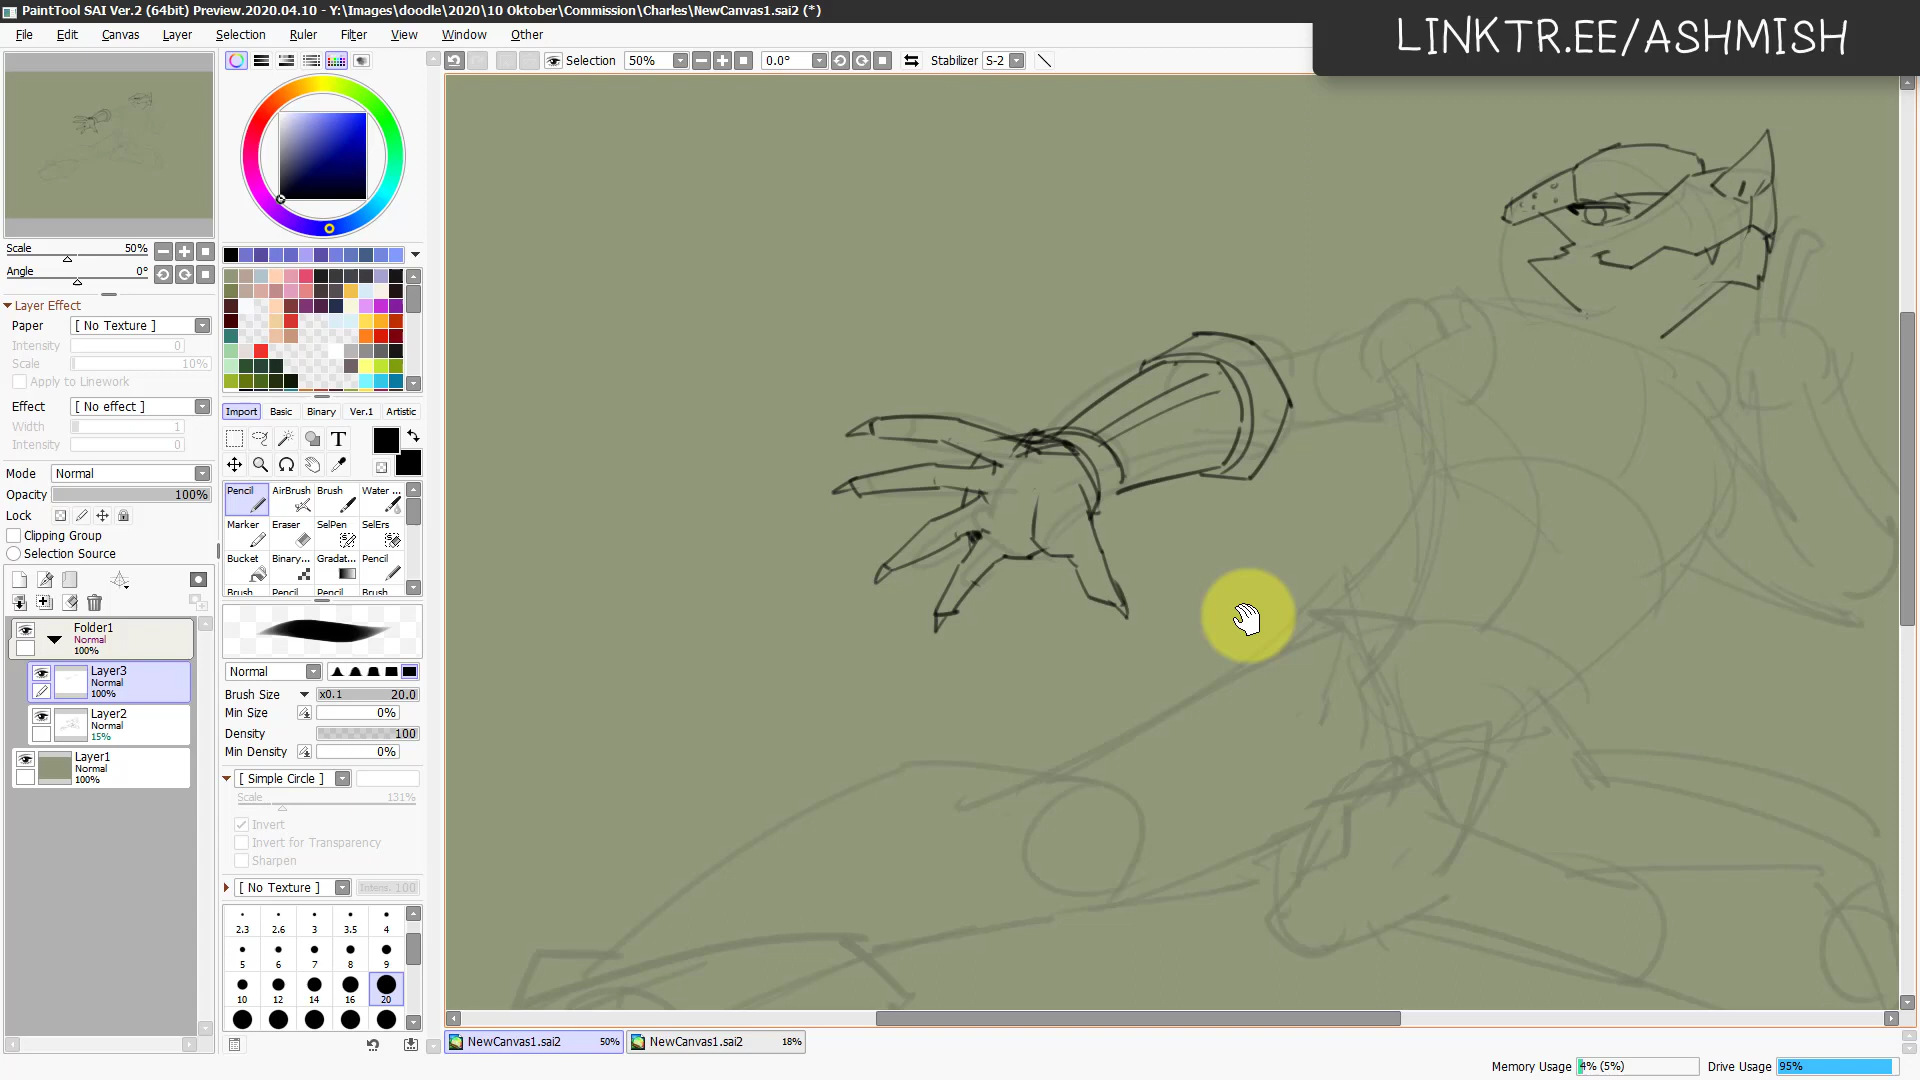 PaintTool SAI Ver.2 (64bit) Preview.2020.04.10 - Y:\Images\doodle\2020\10 Oktober\Commission\Charles\NewCanvas1.sai2 (*)
LINKTR.EE/ASHMISH
File Edit Canvas Layer Selection Filter Ruler View Window Other
Selection 50% 0.0° Stabilizer S-2
Scale 50%
Angle 0°
Layer Effect
Paper [ No Texture ]
Intensity 0
Scale 10%
Apply to Linework
Effect [ No effect ]
Width 1
Intensity 0
Mode Normal
Opacity 100%
Lock
Clipping Group
Selection Source
Folder1
Normal
100%
Layer3
Normal
100%
Layer2
Normal
15%
Layer1
Normal
100%
Import Basic Binary Ver.1 Artistic
T
Pencil AirBrush Brush Water ...
Marker Eraser SelPen SelErs
Bucket Binary... Gradat... Pencil
Brush Pencil Pencil Brush
Normal
Brush Size x0.1 20.0
Min Size 0%
Density 100
Min Density 0%
[ Simple Circle ]
Scale 131%
Invert
Invert for Transparency
Sharpen
[ No Texture ] Intens. 100
2.3 2.6 3 3.5 4
5 6 7 8 9
10 12 14 16 20
NewCanvas1.sai2 50% NewCanvas1.sai2 18%
Memory Usage 4% (5%) Drive Usage 95%